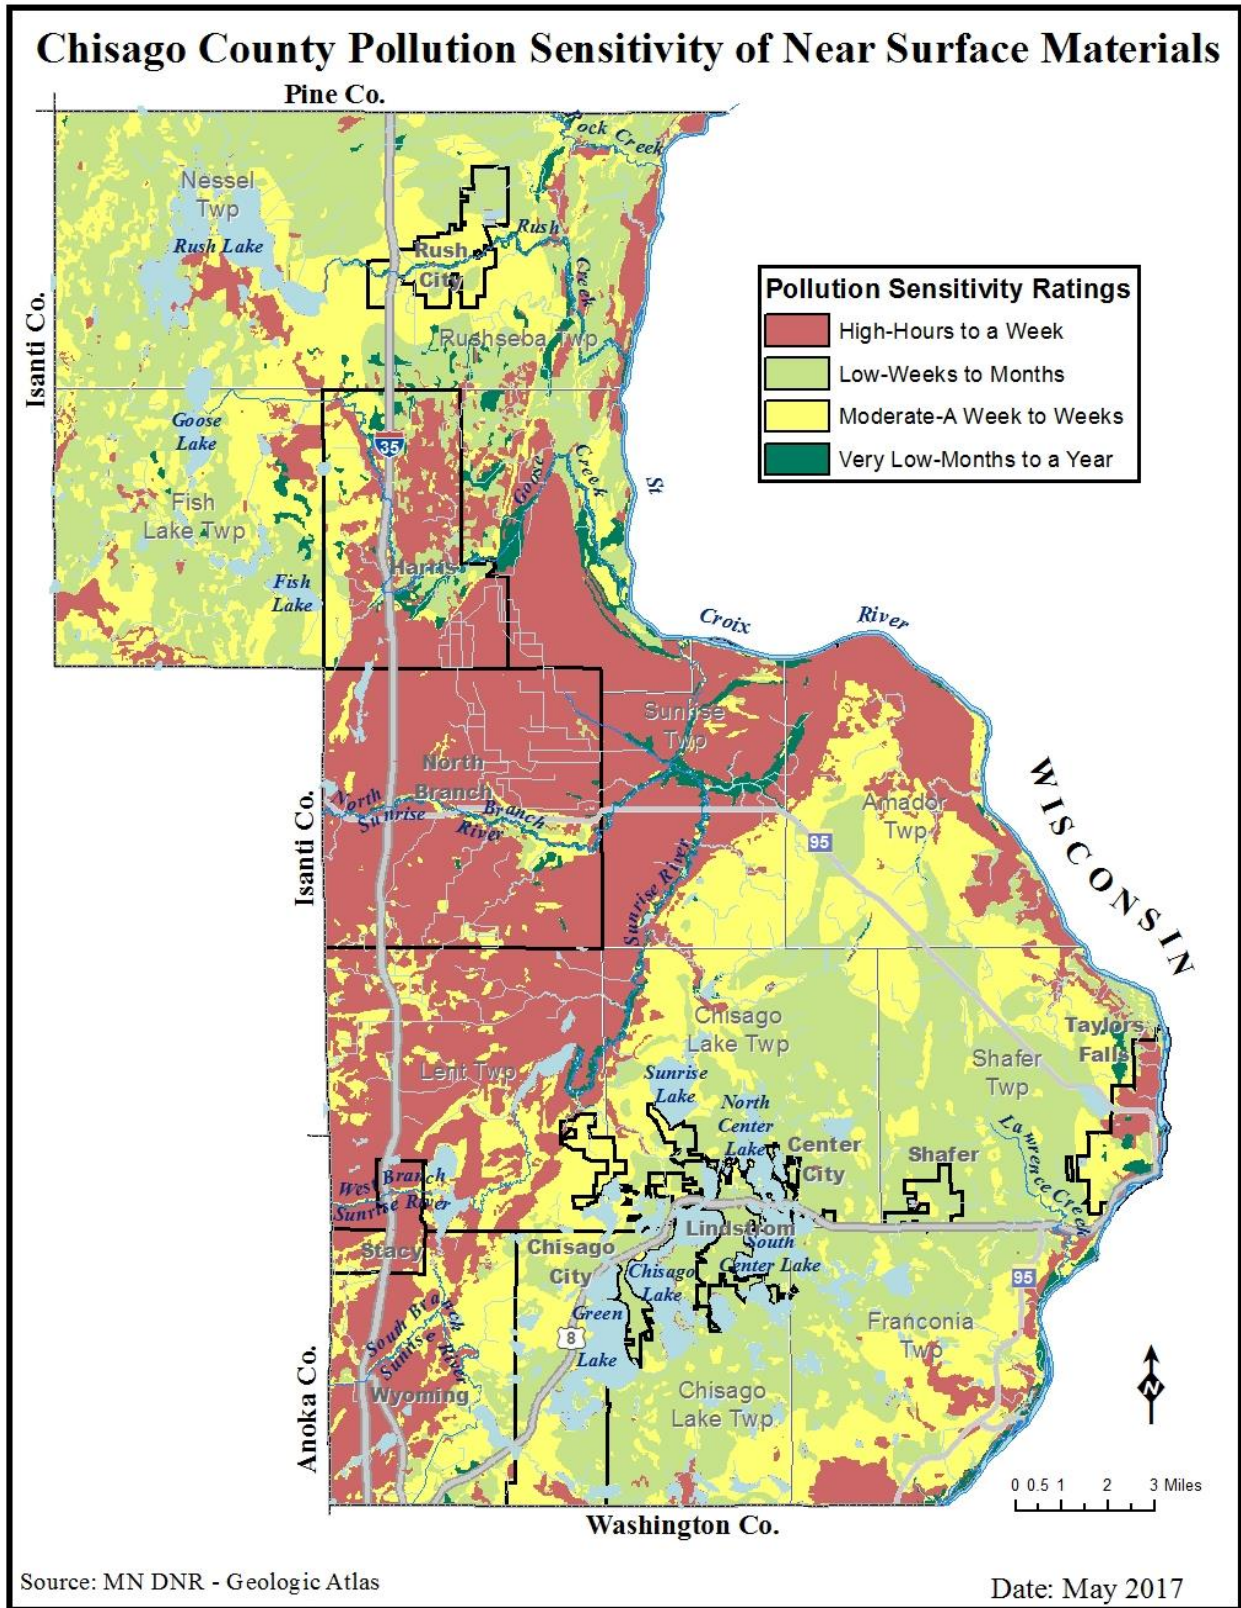 Chisago County Pollution Sensitivity of Near Surface Materials
Pine Co.
Rock Creek
Nessel
Twp
Rush Lake
Rush
Creek
Rush
City
Rushseba Twp
Isanti Co.
Pollution Sensitivity Ratings
High-Hours to a Week
Low-Weeks to Months
Moderate-A Week to Weeks
Very Low-Months to a Year
Goose
Lake
35
Goose
Creek
St
Croix
River
Fish
Lake Twp
Fish
Lake
Harris
Sunrise
Twp
North
Branch
North
Branch
Sunrise
River
Isanti Co.
Amador
Twp
95
WISCONSIN
Sunrise River
Chisago
Lake Twp
Lent Twp
Taylors
Falls
Shafer
Twp
Sunrise
Lake
North
Center
Lake
Center
City
Shafer
Lawrence Creek
West Branch
Sunrise River
Stacy
Chisago
City
Lindstrom
South
Center Lake
Chisago
Lake
Green
Lake
8
95
Franconia
Twp
South Branch
Sunrise River
Wyoming
Chisago
Lake Twp
Anoka Co.
N
0 0.5 1 2 3 Miles
Washington Co.
Source: MN DNR - Geologic Atlas
Date: May 2017